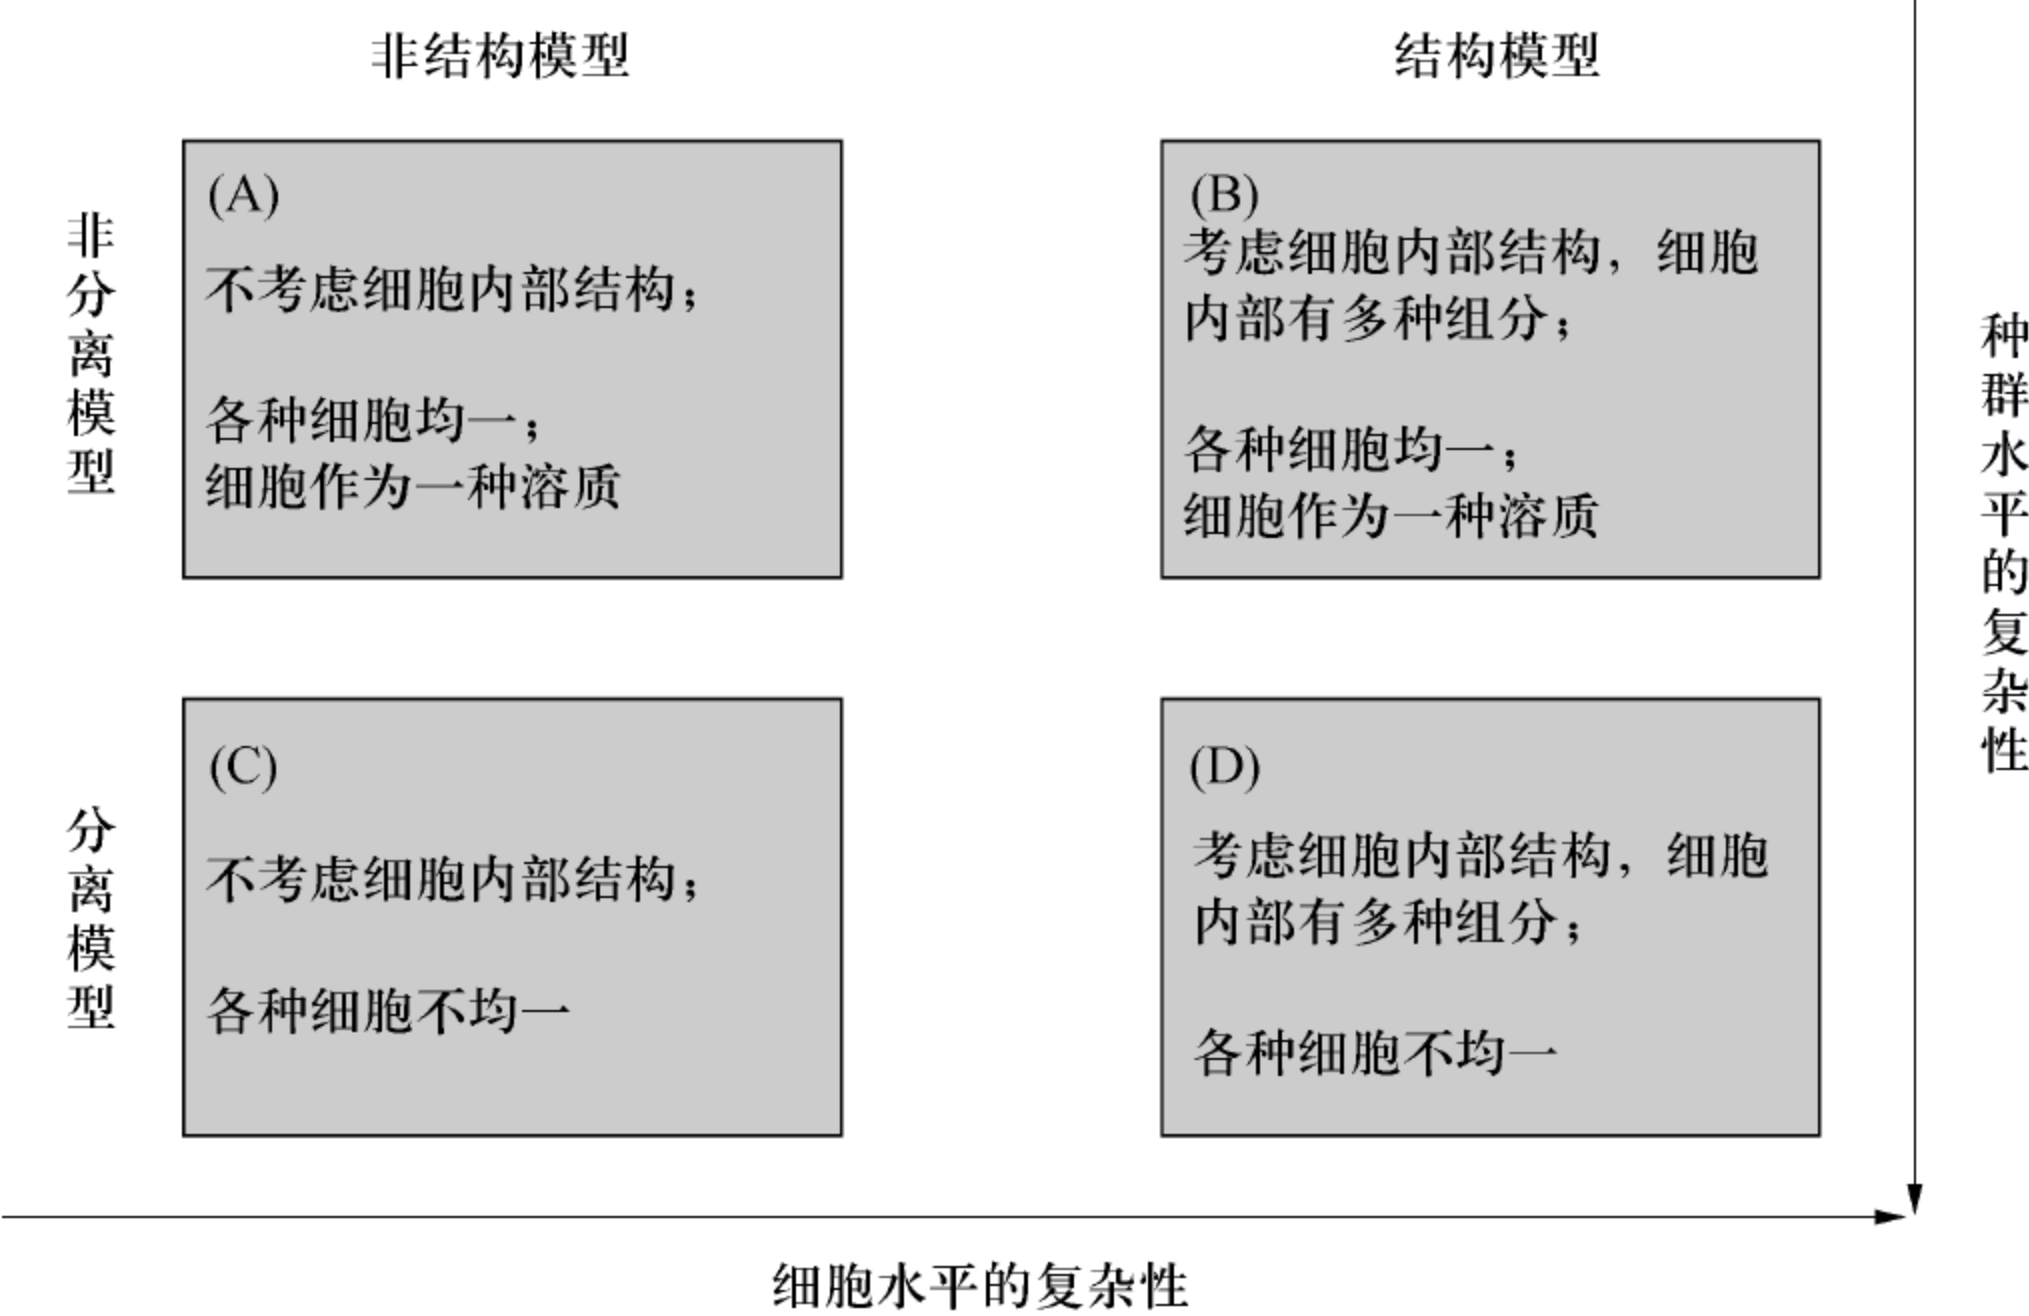 非结构模型
结构模型
非分离模型
(A)
不考虑细胞内部结构；
各种细胞均一；
细胞作为一种溶质
(B)
考虑细胞内部结构，细胞
内部有多种组分；
各种细胞均一；
细胞作为一种溶质
种群水平的复杂性
分离模型
(C)
不考虑细胞内部结构；
各种细胞不均一
(D)
考虑细胞内部结构，细胞
内部有多种组分；
各种细胞不均一
细胞水平的复杂性